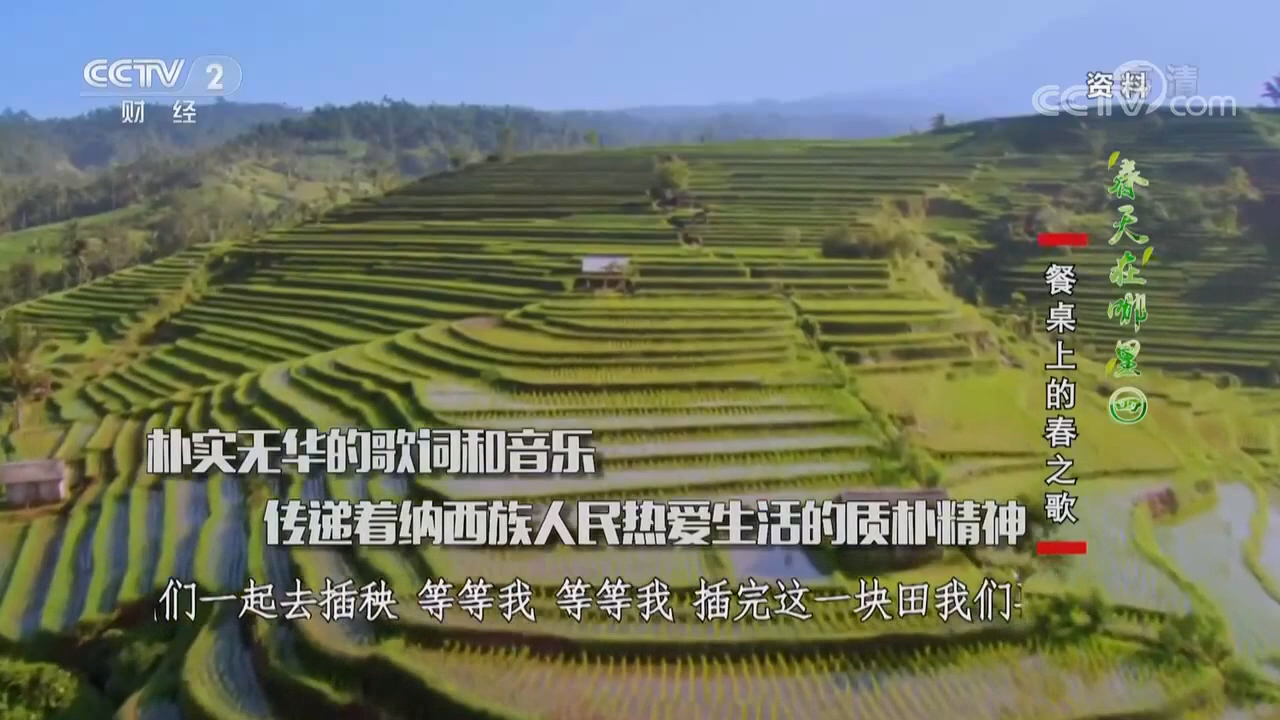 CCTV 2
财 经
资料
CCTV.com
春天在哪里 四
餐桌上的春之歌
朴实无华的歌词和音乐
传递着纳西族人民热爱生活的质朴精神
们一起去插秧 等等我 等等我 插完这一块田我们